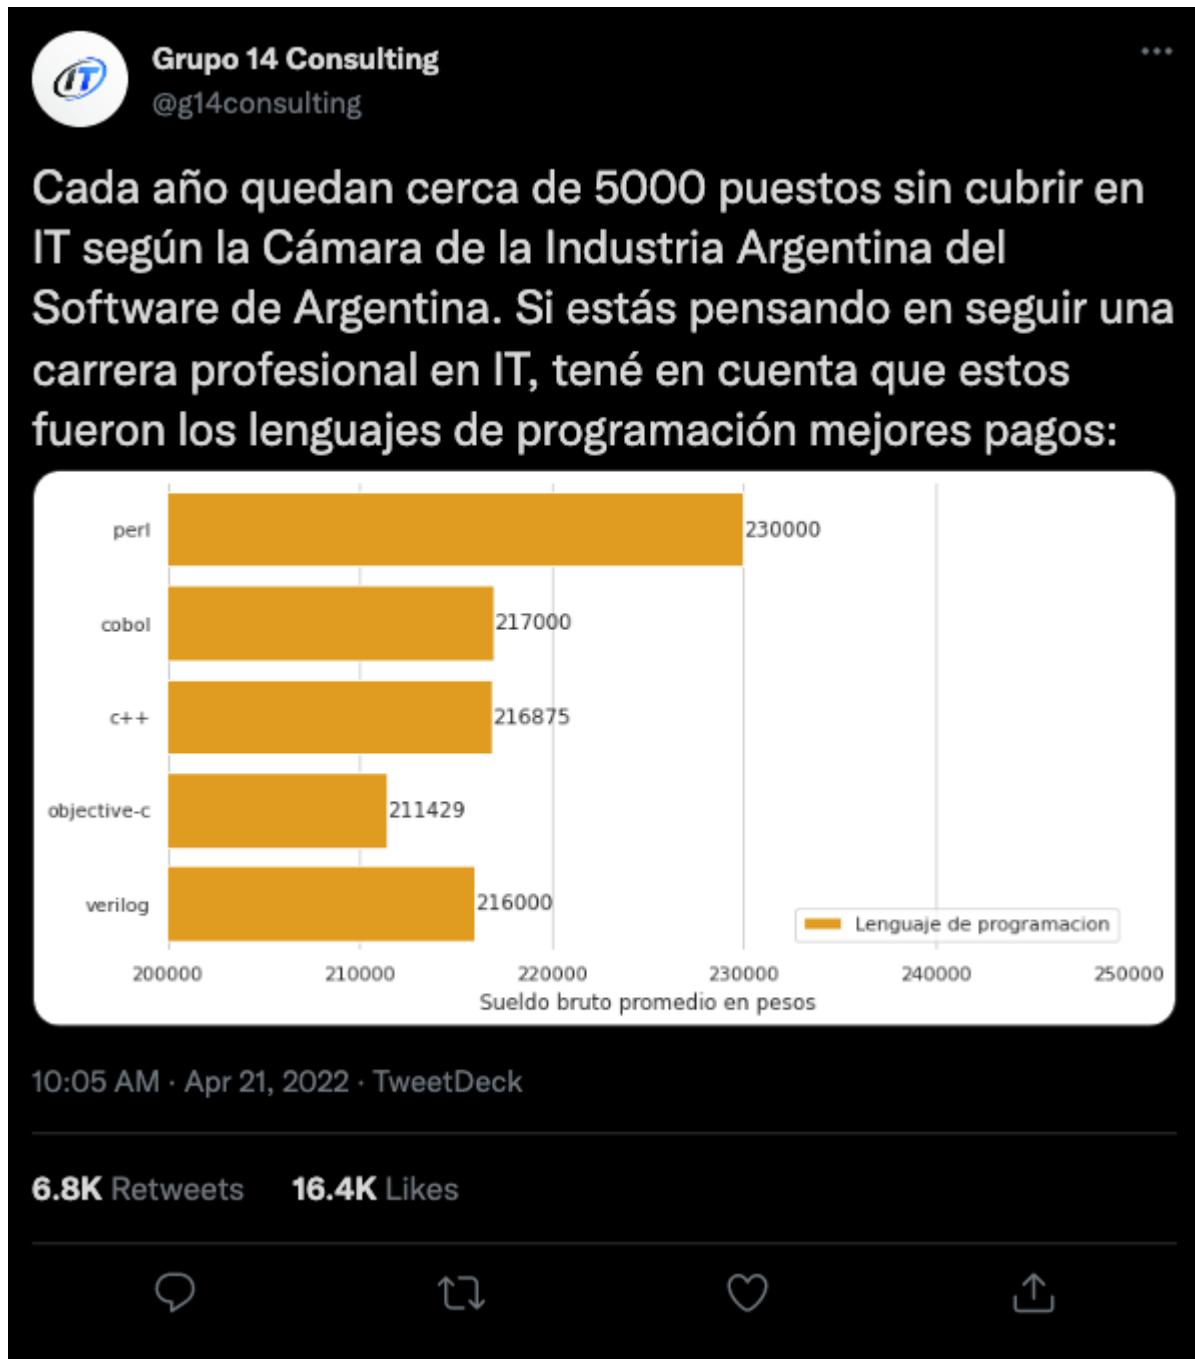 IT
Grupo 14 Consulting
@g14consulting
Cada año quedan cerca de 5000 puestos sin cubrir en
IT según la Cámara de la Industria Argentina del
Software de Argentina. Si estás pensando en seguir una
carrera profesional en IT, tené en cuenta que estos
fueron los lenguajes de programación mejores pagos:
perl 230000
cobol 217000
c++ 216875
objective-c 211429
verilog 216000
Lenguaje de programacion
200000 210000 220000 230000 240000 250000
Sueldo bruto promedio en pesos
10:05 AM · Apr 21, 2022 · TweetDeck
6.8K Retweets 16.4K Likes